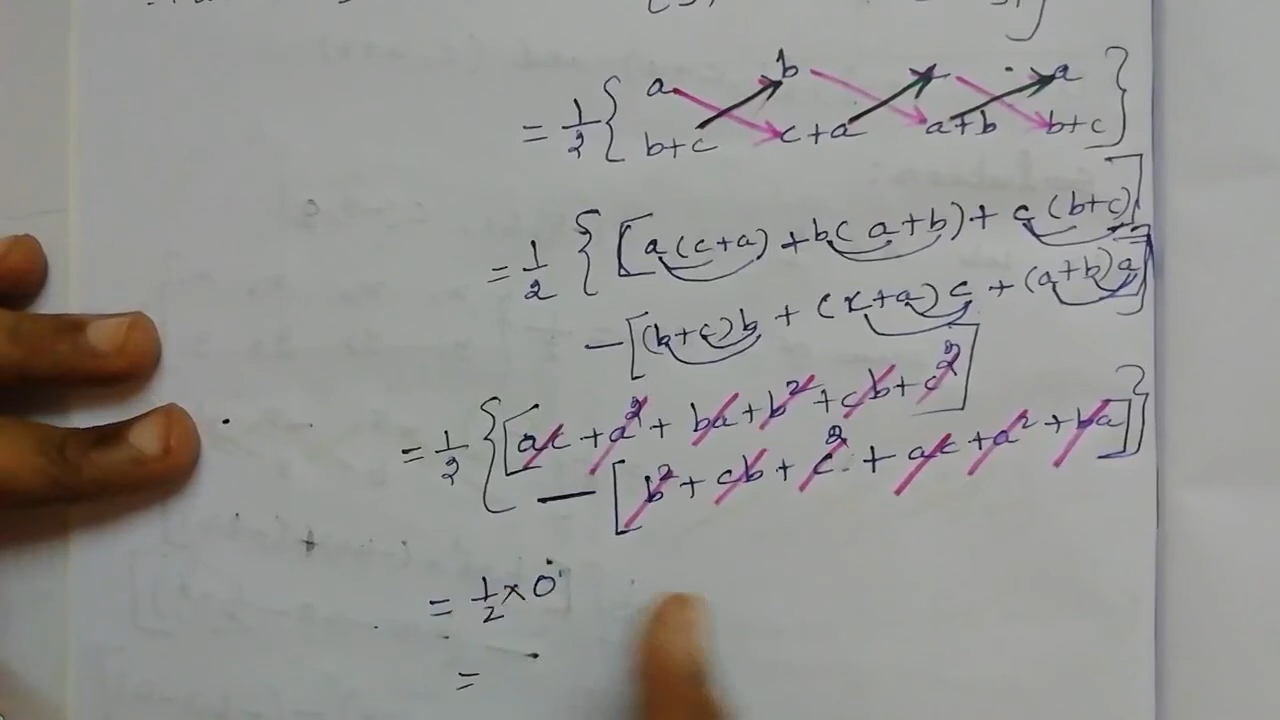 = 1/2 { a b c a
b+c c+a a+b b+c }
= 1/2 { [a(c+a) + b(a+b) + c(b+c)]
— [(b+c)b + (c+a)c + (a+b)a]
= 1/2 { [ac + a² + ba + b² + cb + c²]
— [b² + cb + c² + ac + a² + ba] }
= 1/2 × 0
=